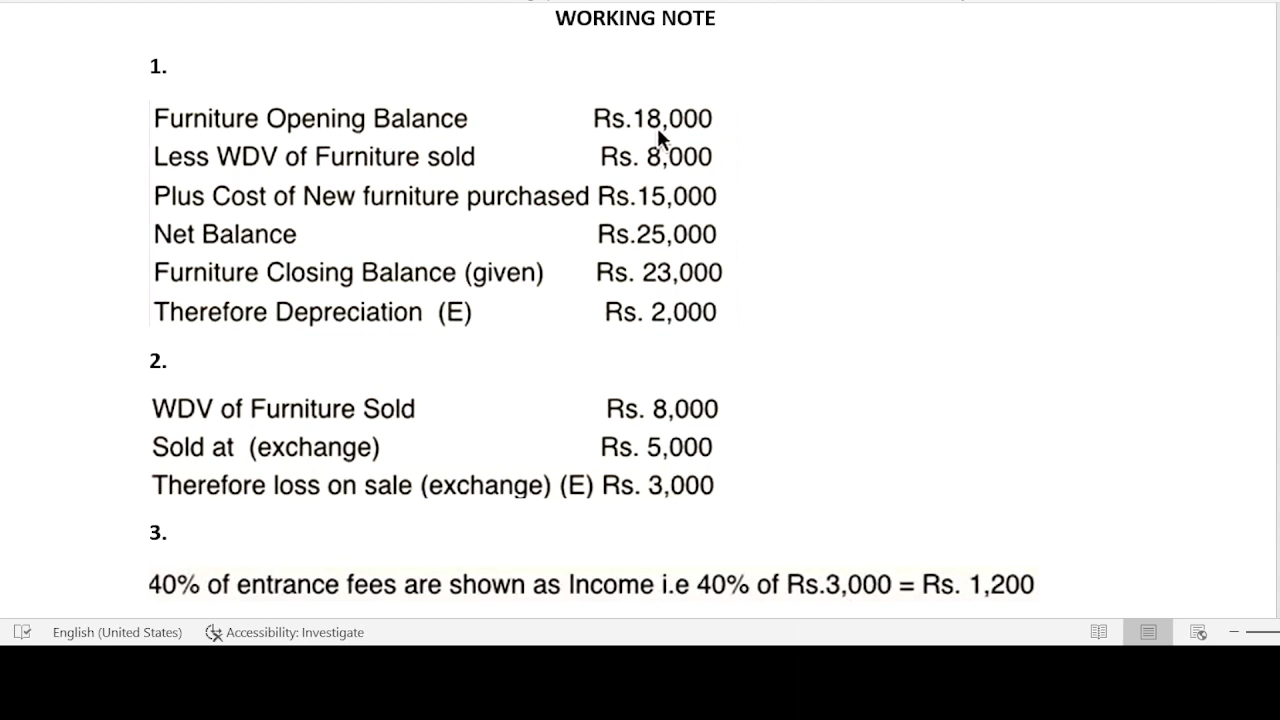 WORKING NOTE
1.
Furniture Opening Balance Rs.18,000
Less WDV of Furniture sold Rs. 8,000
Plus Cost of New furniture purchased Rs.15,000
Net Balance Rs.25,000
Furniture Closing Balance (given) Rs. 23,000
Therefore Depreciation (E) Rs. 2,000
2.
WDV of Furniture Sold Rs. 8,000
Sold at (exchange) Rs. 5,000
Therefore loss on sale (exchange) (E) Rs. 3,000
3.
40% of entrance fees are shown as Income i.e 40% of Rs.3,000 = Rs. 1,200
English (United States) Accessibility: Investigate